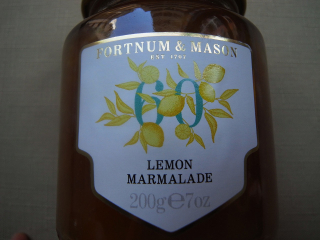 FORTNUM & MASON
EST 1707
60
LEMON
MARMALADE
200g℮7oz